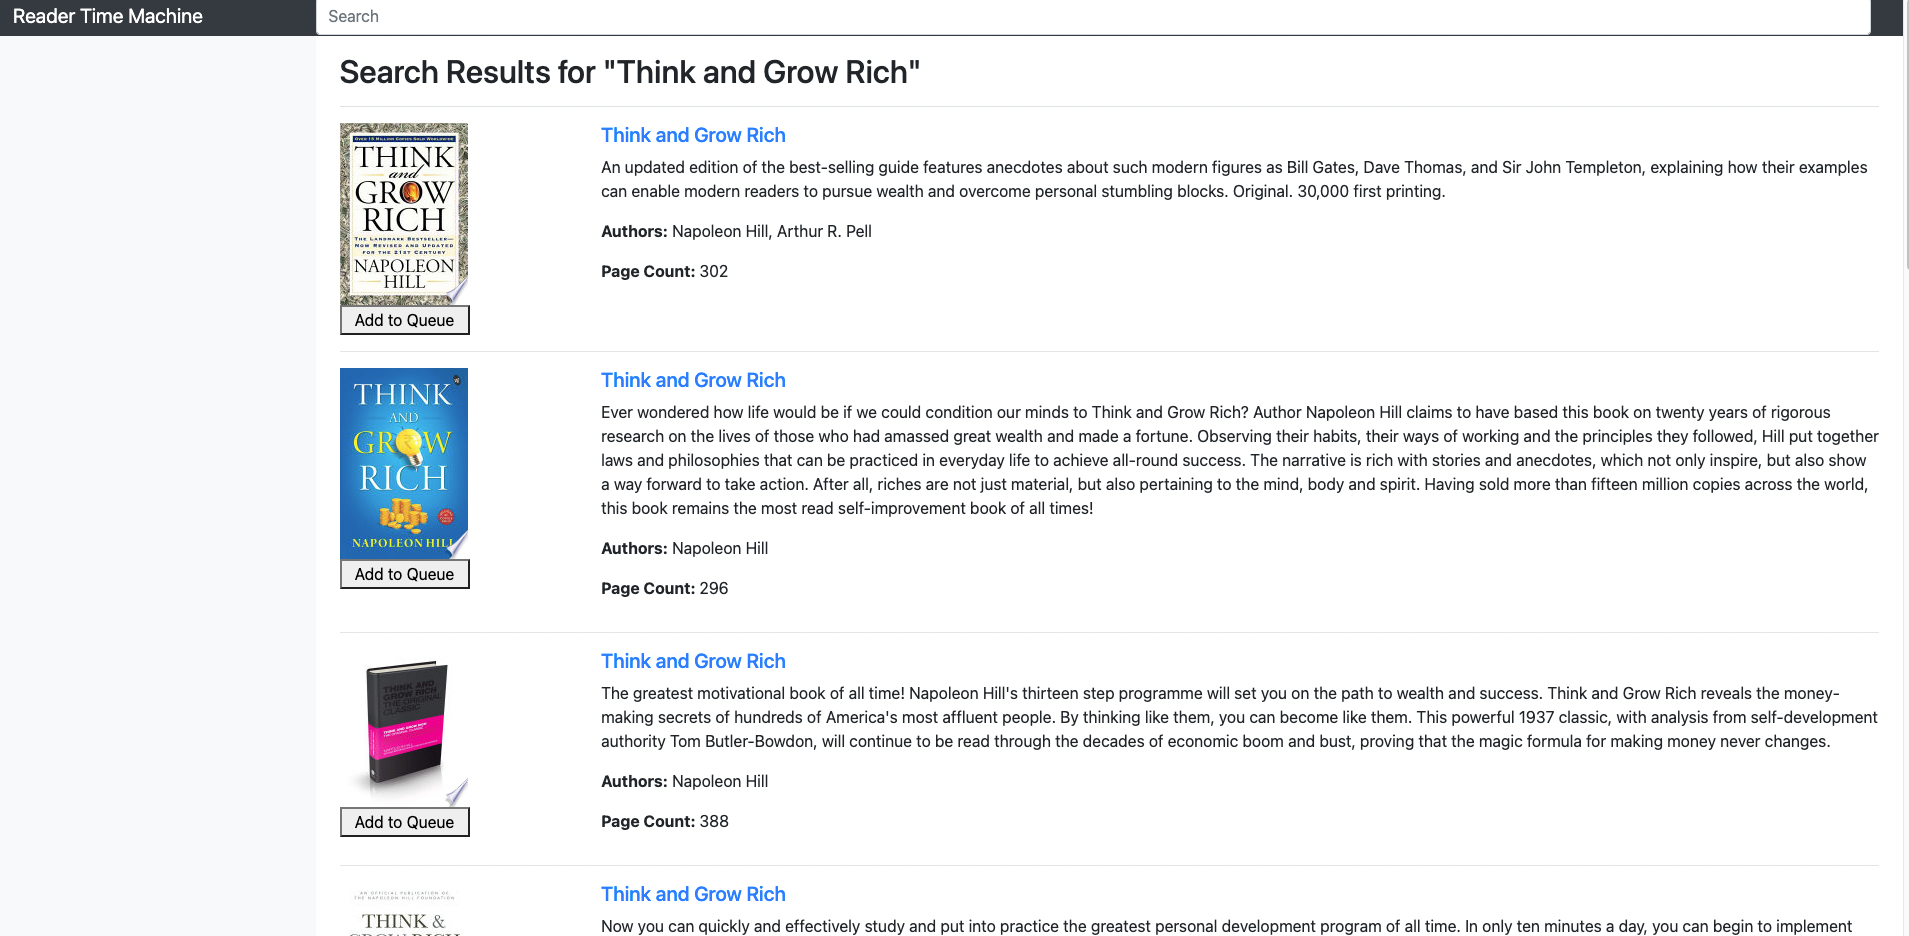 Reader Time Machine
Search
Search Results for "Think and Grow Rich"
OVER 15 MILLION COPIES SOLD WORLDWIDE
THINK
and
GROW
RICH
THE LANDMARK BESTSELLER—
NOW REVISED AND UPDATED
FOR THE 21ST CENTURY
NAPOLEON
HILL
Add to Queue
Think and Grow Rich
An updated edition of the best-selling guide features anecdotes about such modern figures as Bill Gates, Dave Thomas, and Sir John Templeton, explaining how their examples
can enable modern readers to pursue wealth and overcome personal stumbling blocks. Original. 30,000 first printing.
Authors: Napoleon Hill, Arthur R. Pell
Page Count: 302
THINK
AND
GROW
RICH
NAPOLEON HILL
Add to Queue
Think and Grow Rich
Ever wondered how life would be if we could condition our minds to Think and Grow Rich? Author Napoleon Hill claims to have based this book on twenty years of rigorous
research on the lives of those who had amassed great wealth and made a fortune. Observing their habits, their ways of working and the principles they followed, Hill put together
laws and philosophies that can be practiced in everyday life to achieve all-round success. The narrative is rich with stories and anecdotes, which not only inspire, but also show
a way forward to take action. After all, riches are not just material, but also pertaining to the mind, body and spirit. Having sold more than fifteen million copies across the world,
this book remains the most read self-improvement book of all times!
Authors: Napoleon Hill
Page Count: 296
THINK AND
GROW RICH
THE ORIGINAL
CLASSIC
THINK AND GROW RICH
Add to Queue
Think and Grow Rich
The greatest motivational book of all time! Napoleon Hill's thirteen step programme will set you on the path to wealth and success. Think and Grow Rich reveals the money-
making secrets of hundreds of America's most affluent people. By thinking like them, you can become like them. This powerful 1937 classic, with analysis from self-development
authority Tom Butler-Bowdon, will continue to be read through the decades of economic boom and bust, proving that the magic formula for making money never changes.
Authors: Napoleon Hill
Page Count: 388
AN OFFICIAL PUBLICATION OF
THE NAPOLEON HILL FOUNDATION
THINK &
GROW RICH
Think and Grow Rich
Now you can quickly and effectively study and put into practice the greatest personal development program of all time. In only ten minutes a day, you can begin to implement